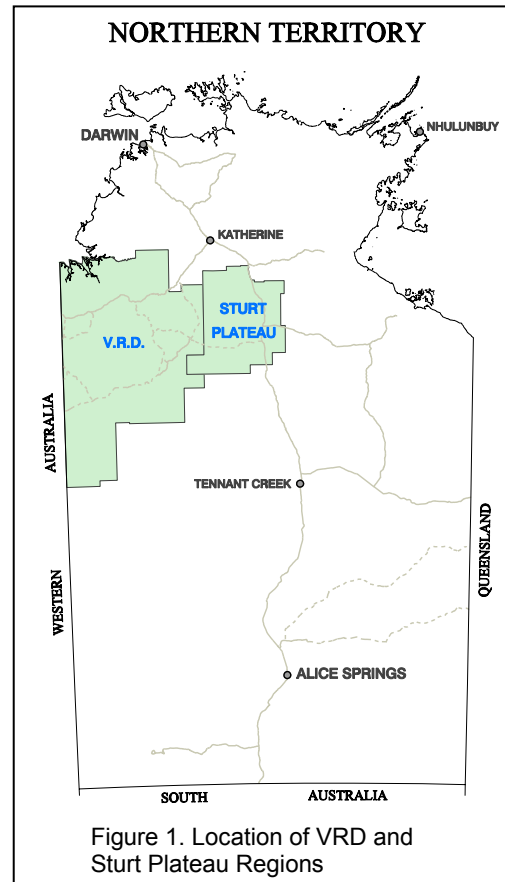 NORTHERN TERRITORY
DARWIN
NHULUNBUY
KATHERINE
STURT
PLATEAU
V.R.D.
WESTERN AUSTRALIA
TENNANT CREEK
QUEENSLAND
ALICE SPRINGS
SOUTH AUSTRALIA
Figure 1. Location of VRD and
Sturt Plateau Regions